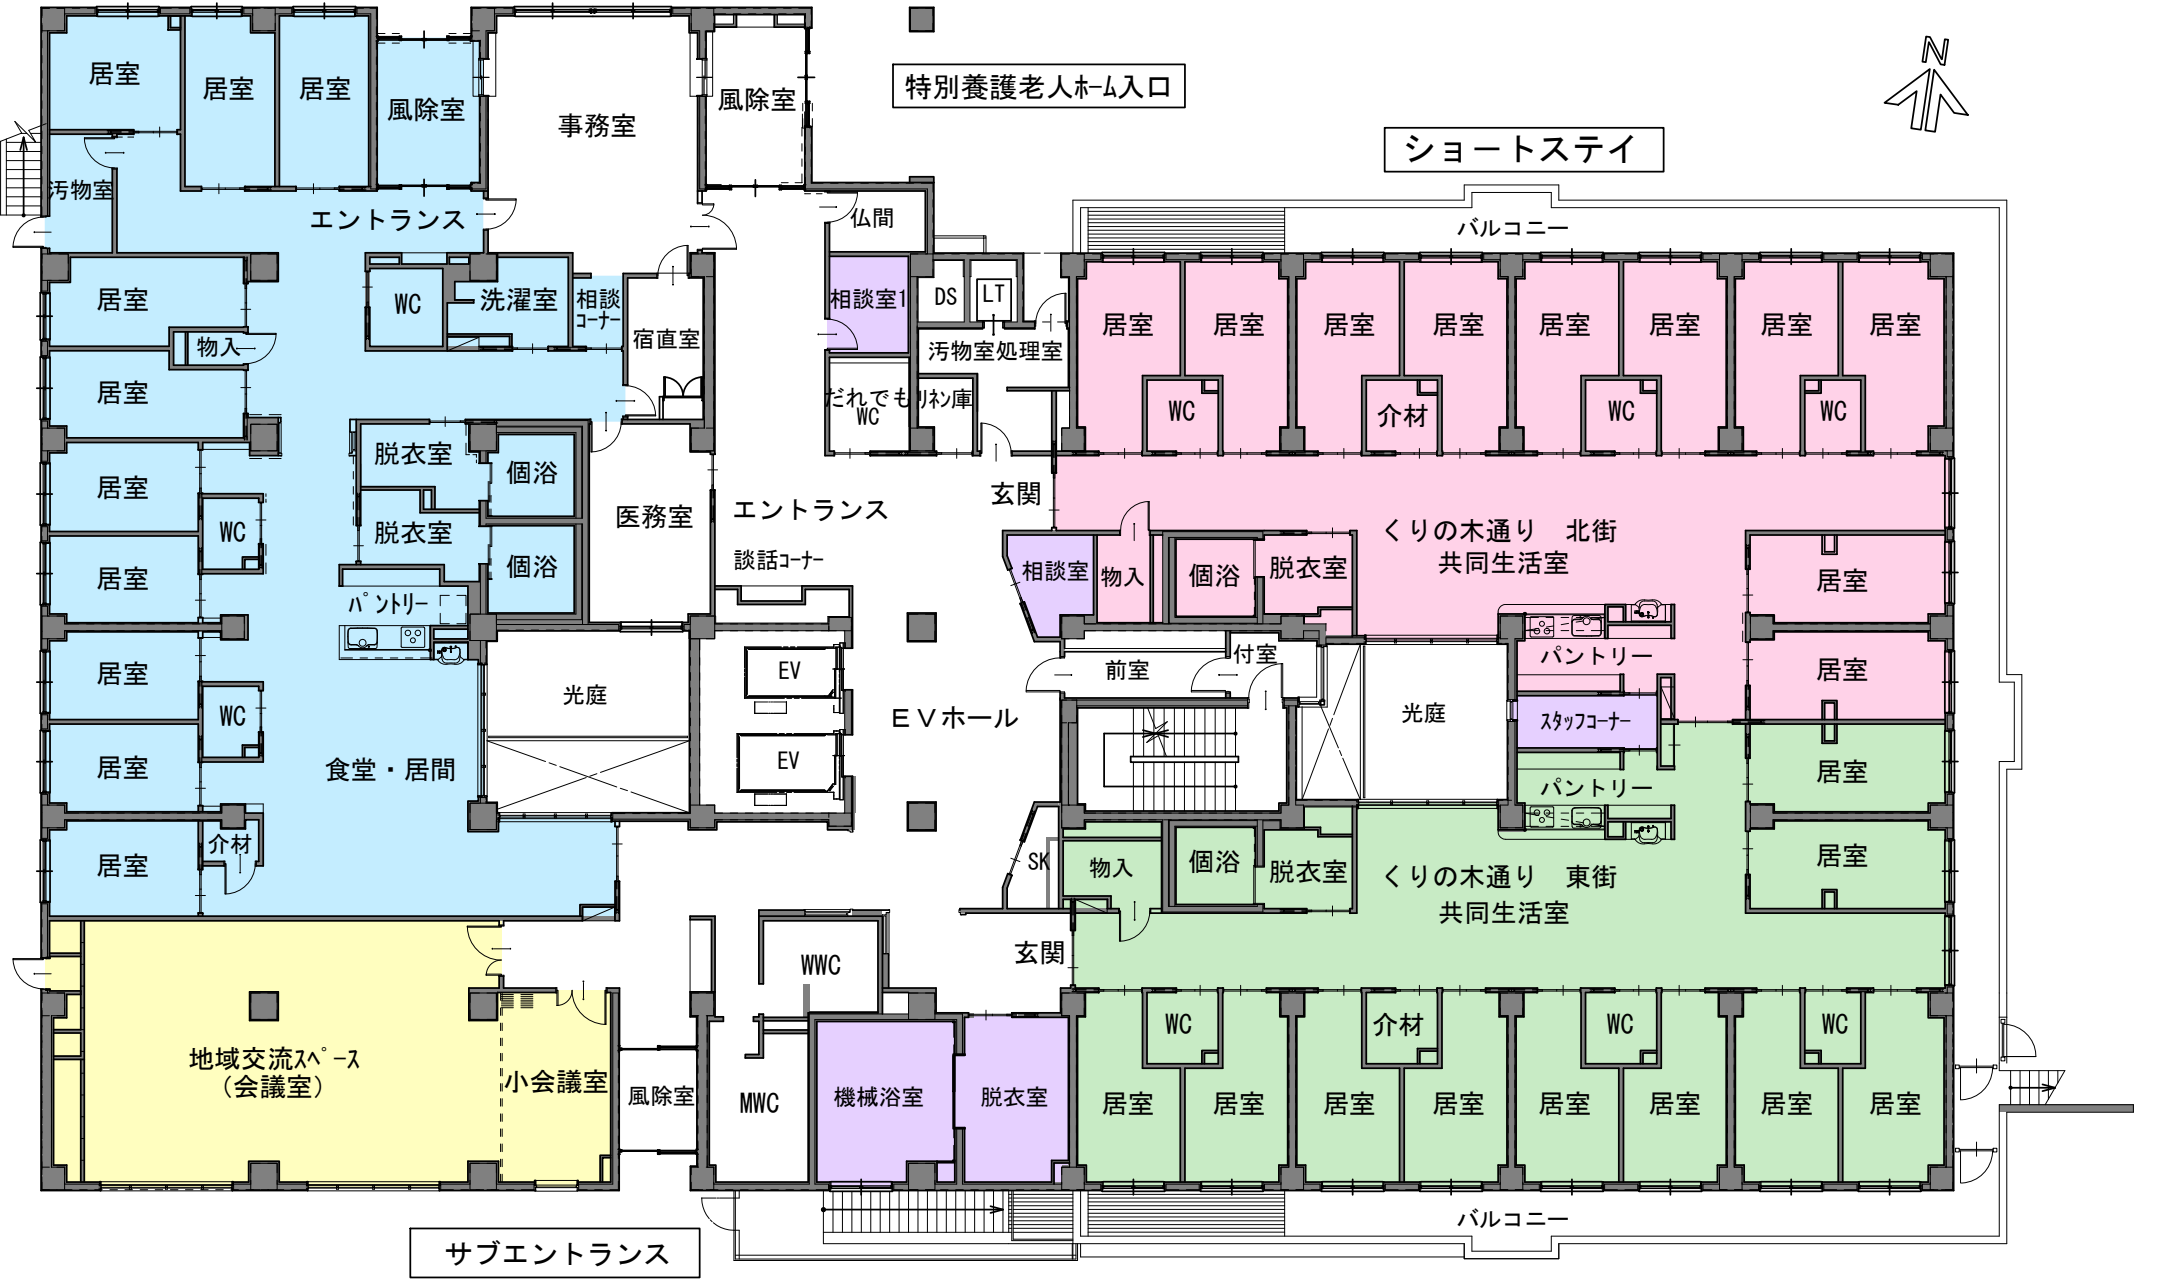 N
特別養護老人ホーム入口
ショートステイ
居室
居室
居室
風除室
事務室
風除室
汚物室
エントランス
仏間
バルコニー
居室
WC
洗濯室
相談
コーナー
宿直室
相談室1
DS
LT
汚物室処理室
物入
居室
だれでも
WC
リネン庫
居室
居室
居室
居室
居室
居室
居室
居室
WC
介材
WC
WC
脱衣室
個浴
居室
WC
脱衣室
個浴
医務室
エントランス
談話コーナー
玄関
くりの木通り 北街
共同生活室
居室
パントリー
相談室
物入
個浴
脱衣室
居室
居室
居室
WC
光庭
EV
EV
EVホール
前室
付室
光庭
パントリー
スタッフコーナー
パントリー
居室
居室
居室
食堂・居間
居室
介材
SK
物入
個浴
脱衣室
くりの木通り 東街
共同生活室
居室
玄関
WWC
地域交流スペース
(会議室)
小会議室
風除室
MWC
機械浴室
脱衣室
WC
介材
WC
WC
居室
居室
居室
居室
居室
居室
居室
居室
バルコニー
サブエントランス